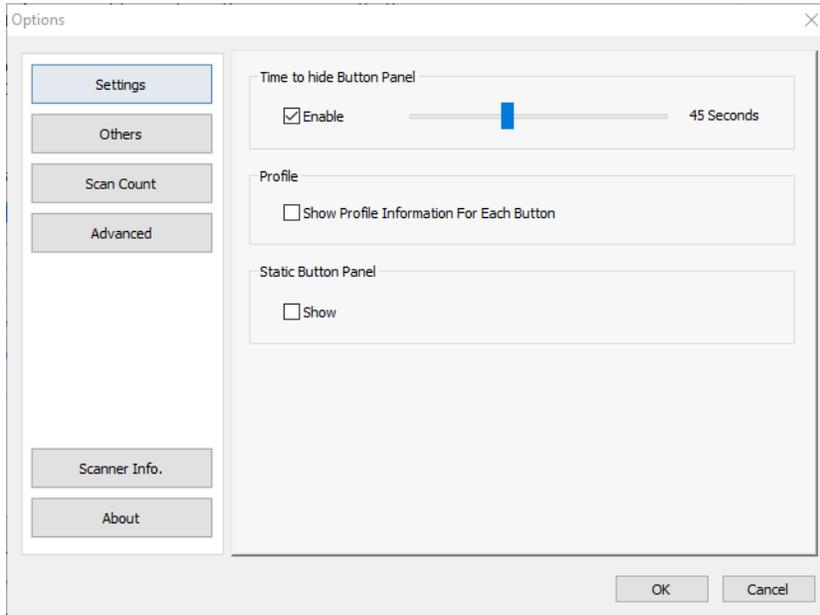 Options
Settings
Others
Scan Count
Advanced
Scanner Info.
About
Time to hide Button Panel
Enable
45 Seconds
Profile
Show Profile Information For Each Button
Static Button Panel
Show
OK
Cancel